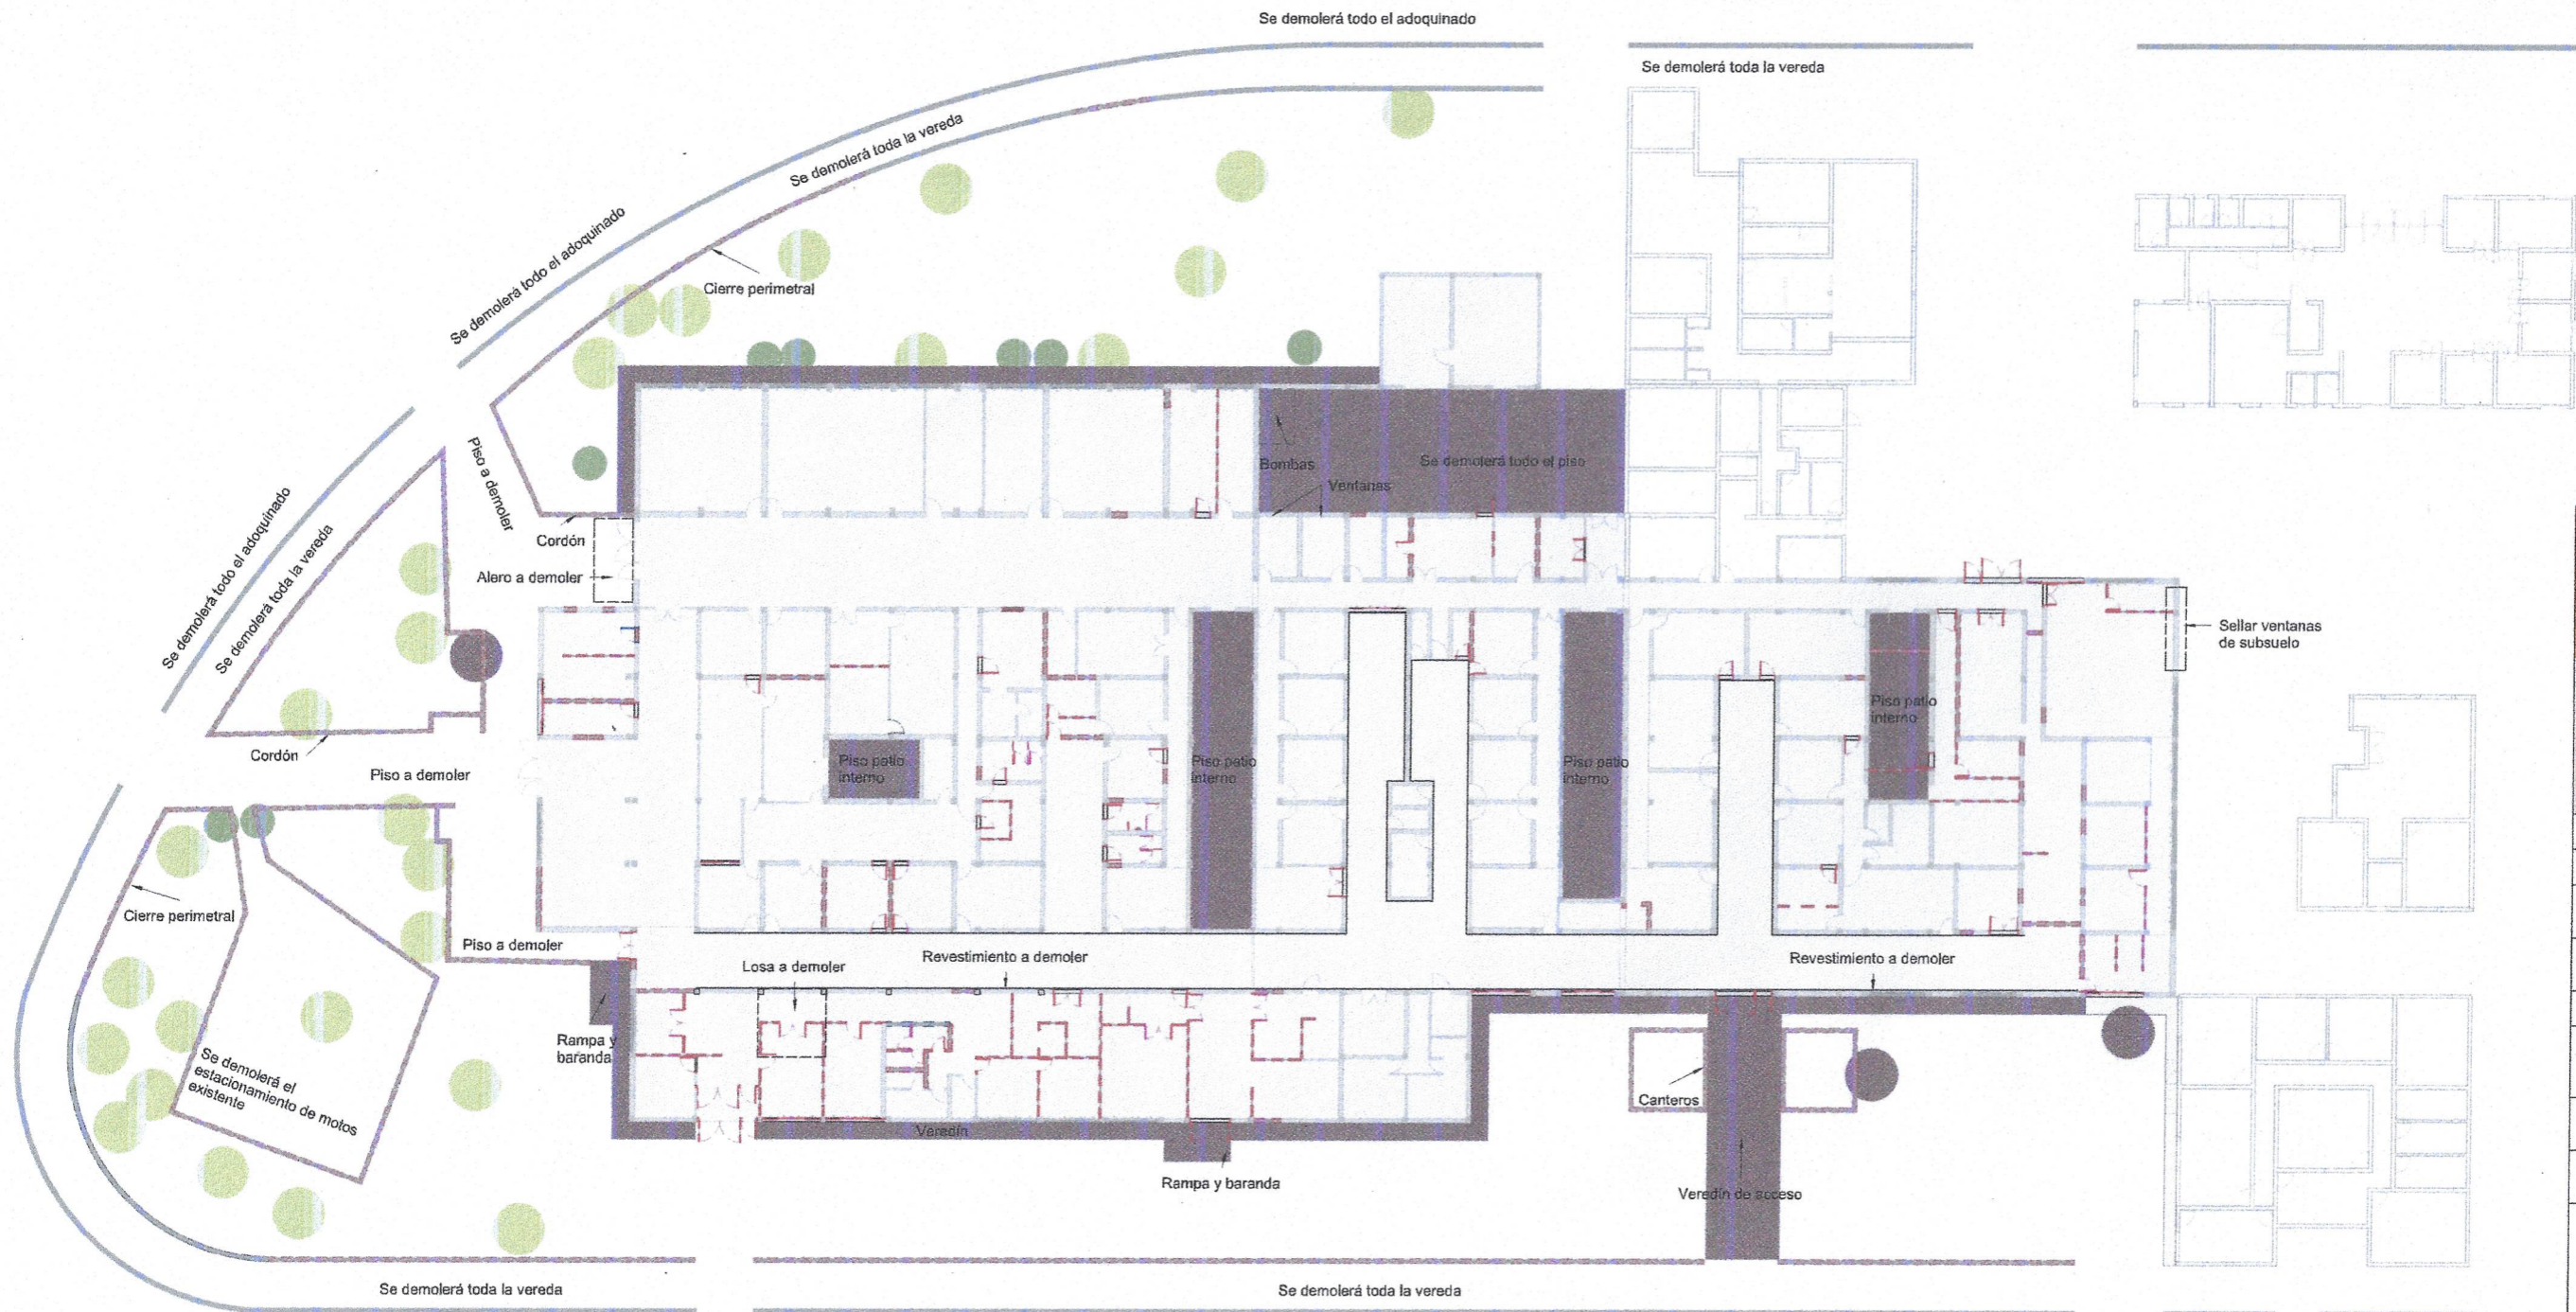 Se demolerá todo el adoquinado
Se demolerá toda la vereda
Se demolerá toda la vereda
Se demolerá todo el adoquinado
Cierre perimetral
Piso a demoler
Bombas
Se demolerá todo el piso
Ventanas
Cordón
Alero a demoler
Se demolerá todo el adoquinado
Se demolerá toda la vereda
Sellar ventanas
de subsuelo
Piso patio
interno
Cordón
Piso a demoler
Piso patio
interno
Piso patio
interno
Piso patio
interno
Cierre perimetral
Piso a demoler
Losa a demoler
Revestimiento a demoler
Revestimiento a demoler
Rampa y
baranda
Se demolerá el
estacionamiento de motos
existente
Canteros
Veredín
Rampa y baranda
Veredín de acceso
Se demolerá toda la vereda
Se demolerá toda la vereda